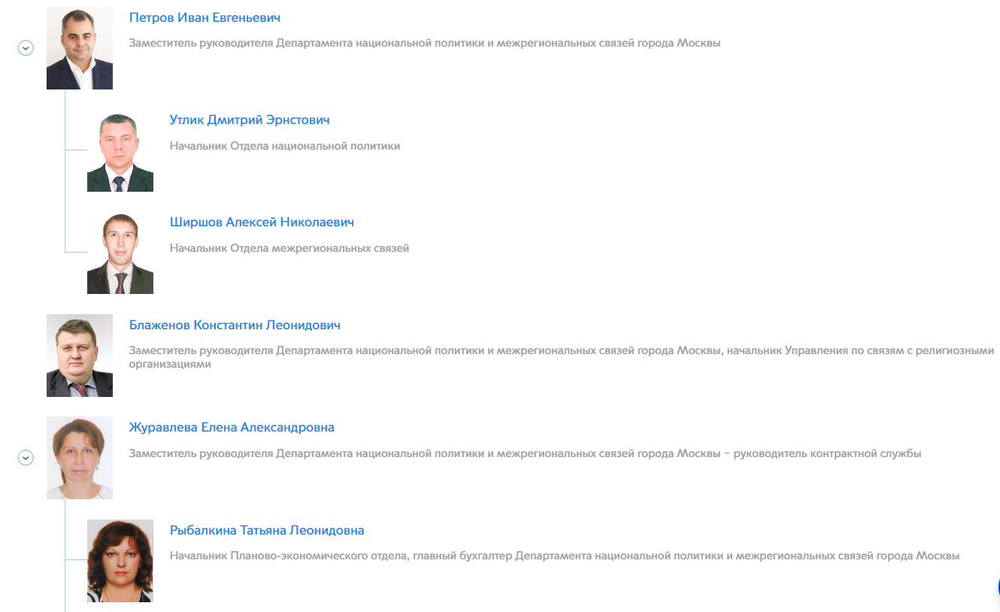 Петров Иван Евгеньевич
Заместитель руководителя Департамента национальной политики и межрегиональных связей города Москвы
Утлик Дмитрий Эрнстович
Начальник Отдела национальной политики
Ширшов Алексей Николаевич
Начальник Отдела межрегиональных связей
Блаженов Константин Леонидович
Заместитель руководителя Департамента национальной политики и межрегиональных связей города Москвы, начальник Управления по связям с религиозными
организациями
Журавлева Елена Александровна
Заместитель руководителя Департамента национальной политики и межрегиональных связей города Москвы – руководитель контрактной службы
Рыбалкина Татьяна Леонидовна
Начальник Планово-экономического отдела, главный бухгалтер Департамента национальной политики и межрегиональных связей города Москвы